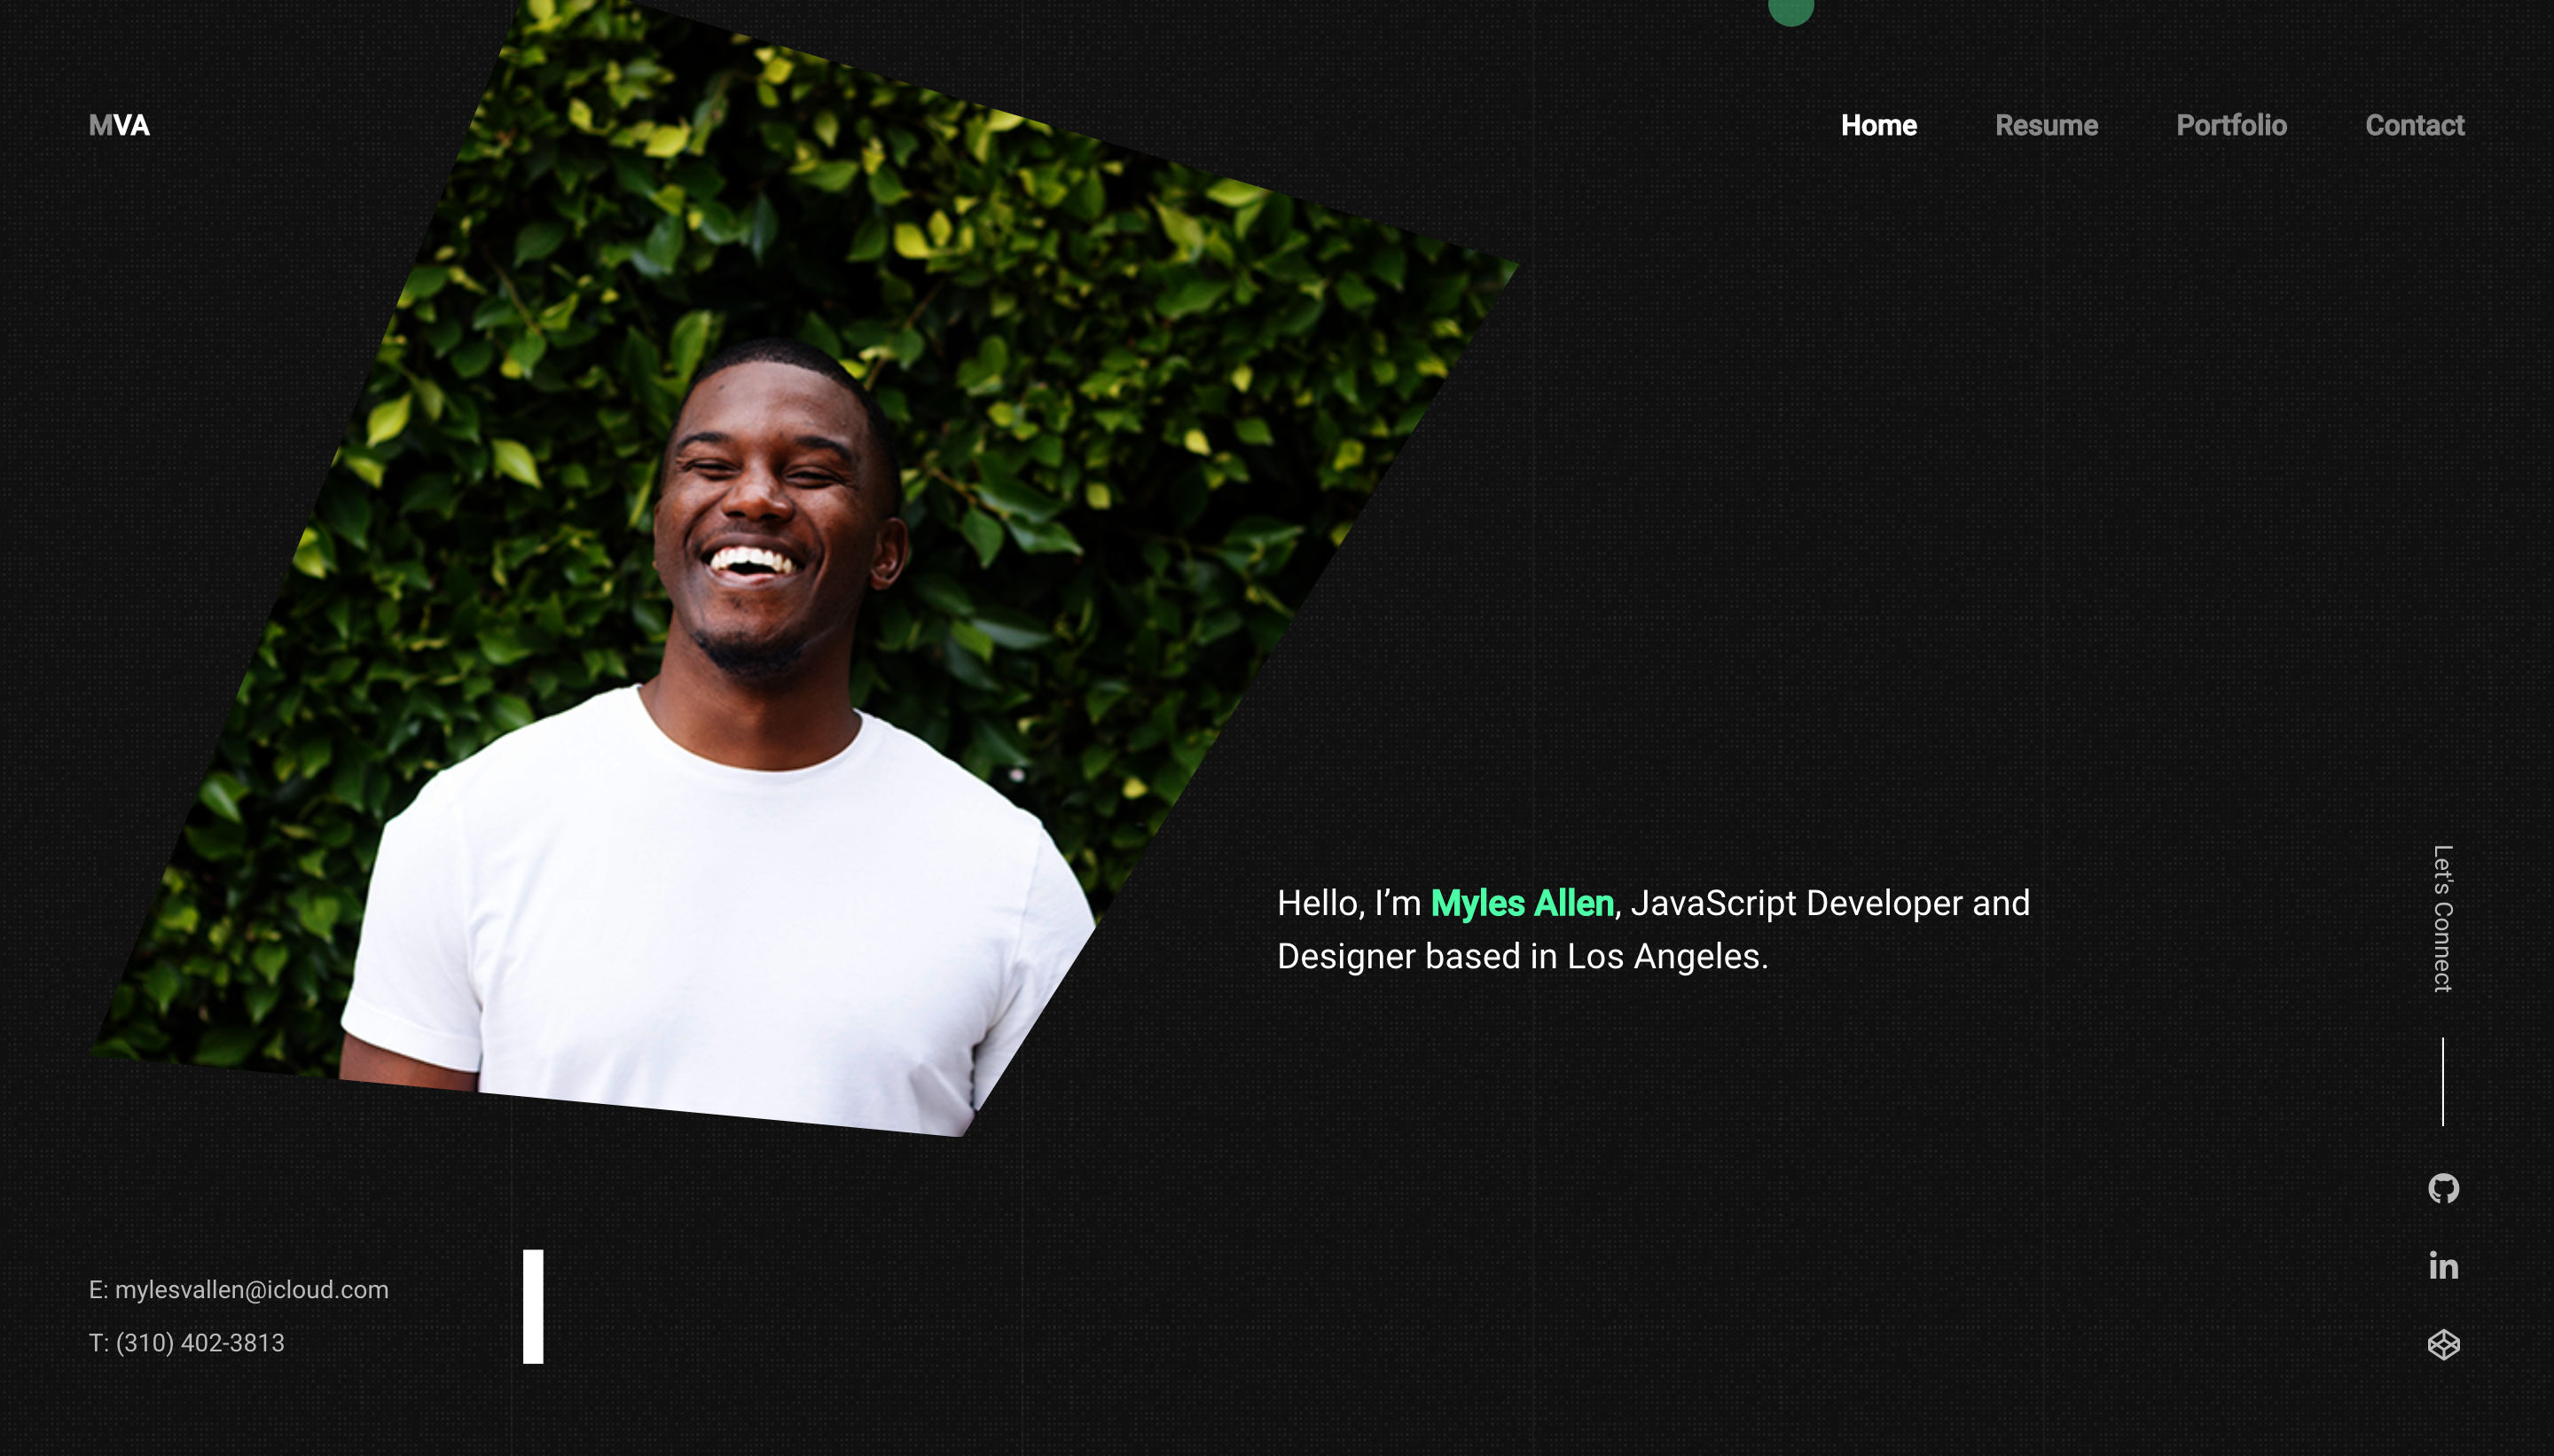 MVA
Home
Resume
Portfolio
Contact
Hello, I’m Myles Allen, JavaScript Developer and
Designer based in Los Angeles.
Let's Connect
in
E: mylesvallen@icloud.com
T: (310) 402-3813